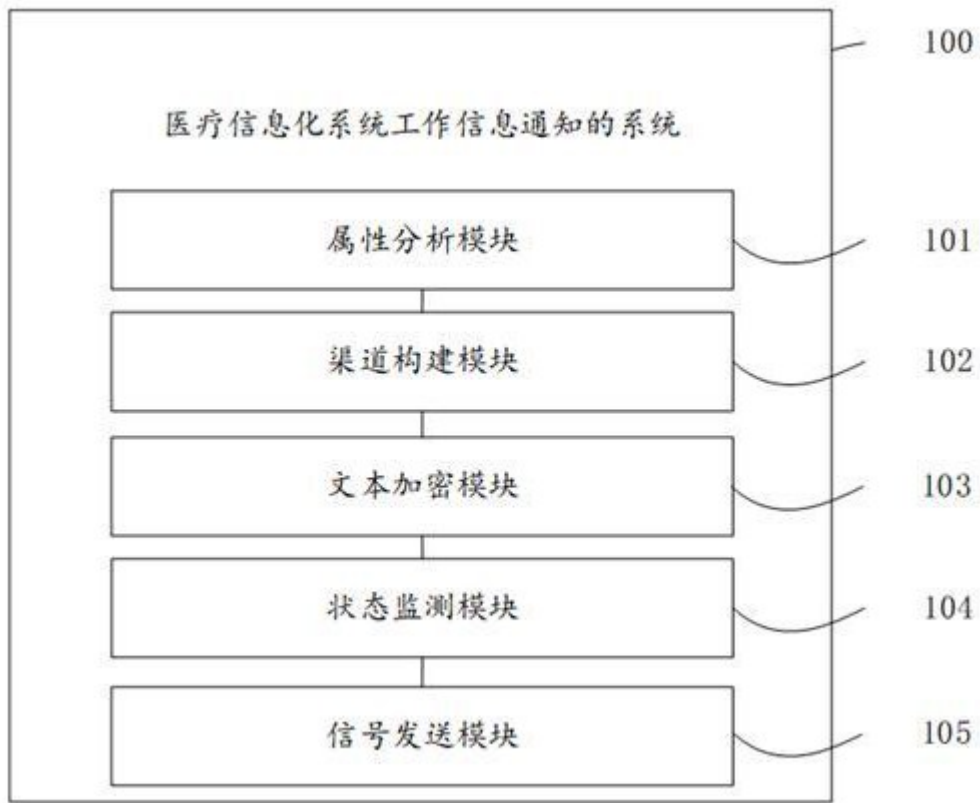 100
医疗信息化系统工作信息通知的系统
属性分析模块 101
渠道构建模块 102
文本加密模块 103
状态监测模块 104
信号发送模块 105